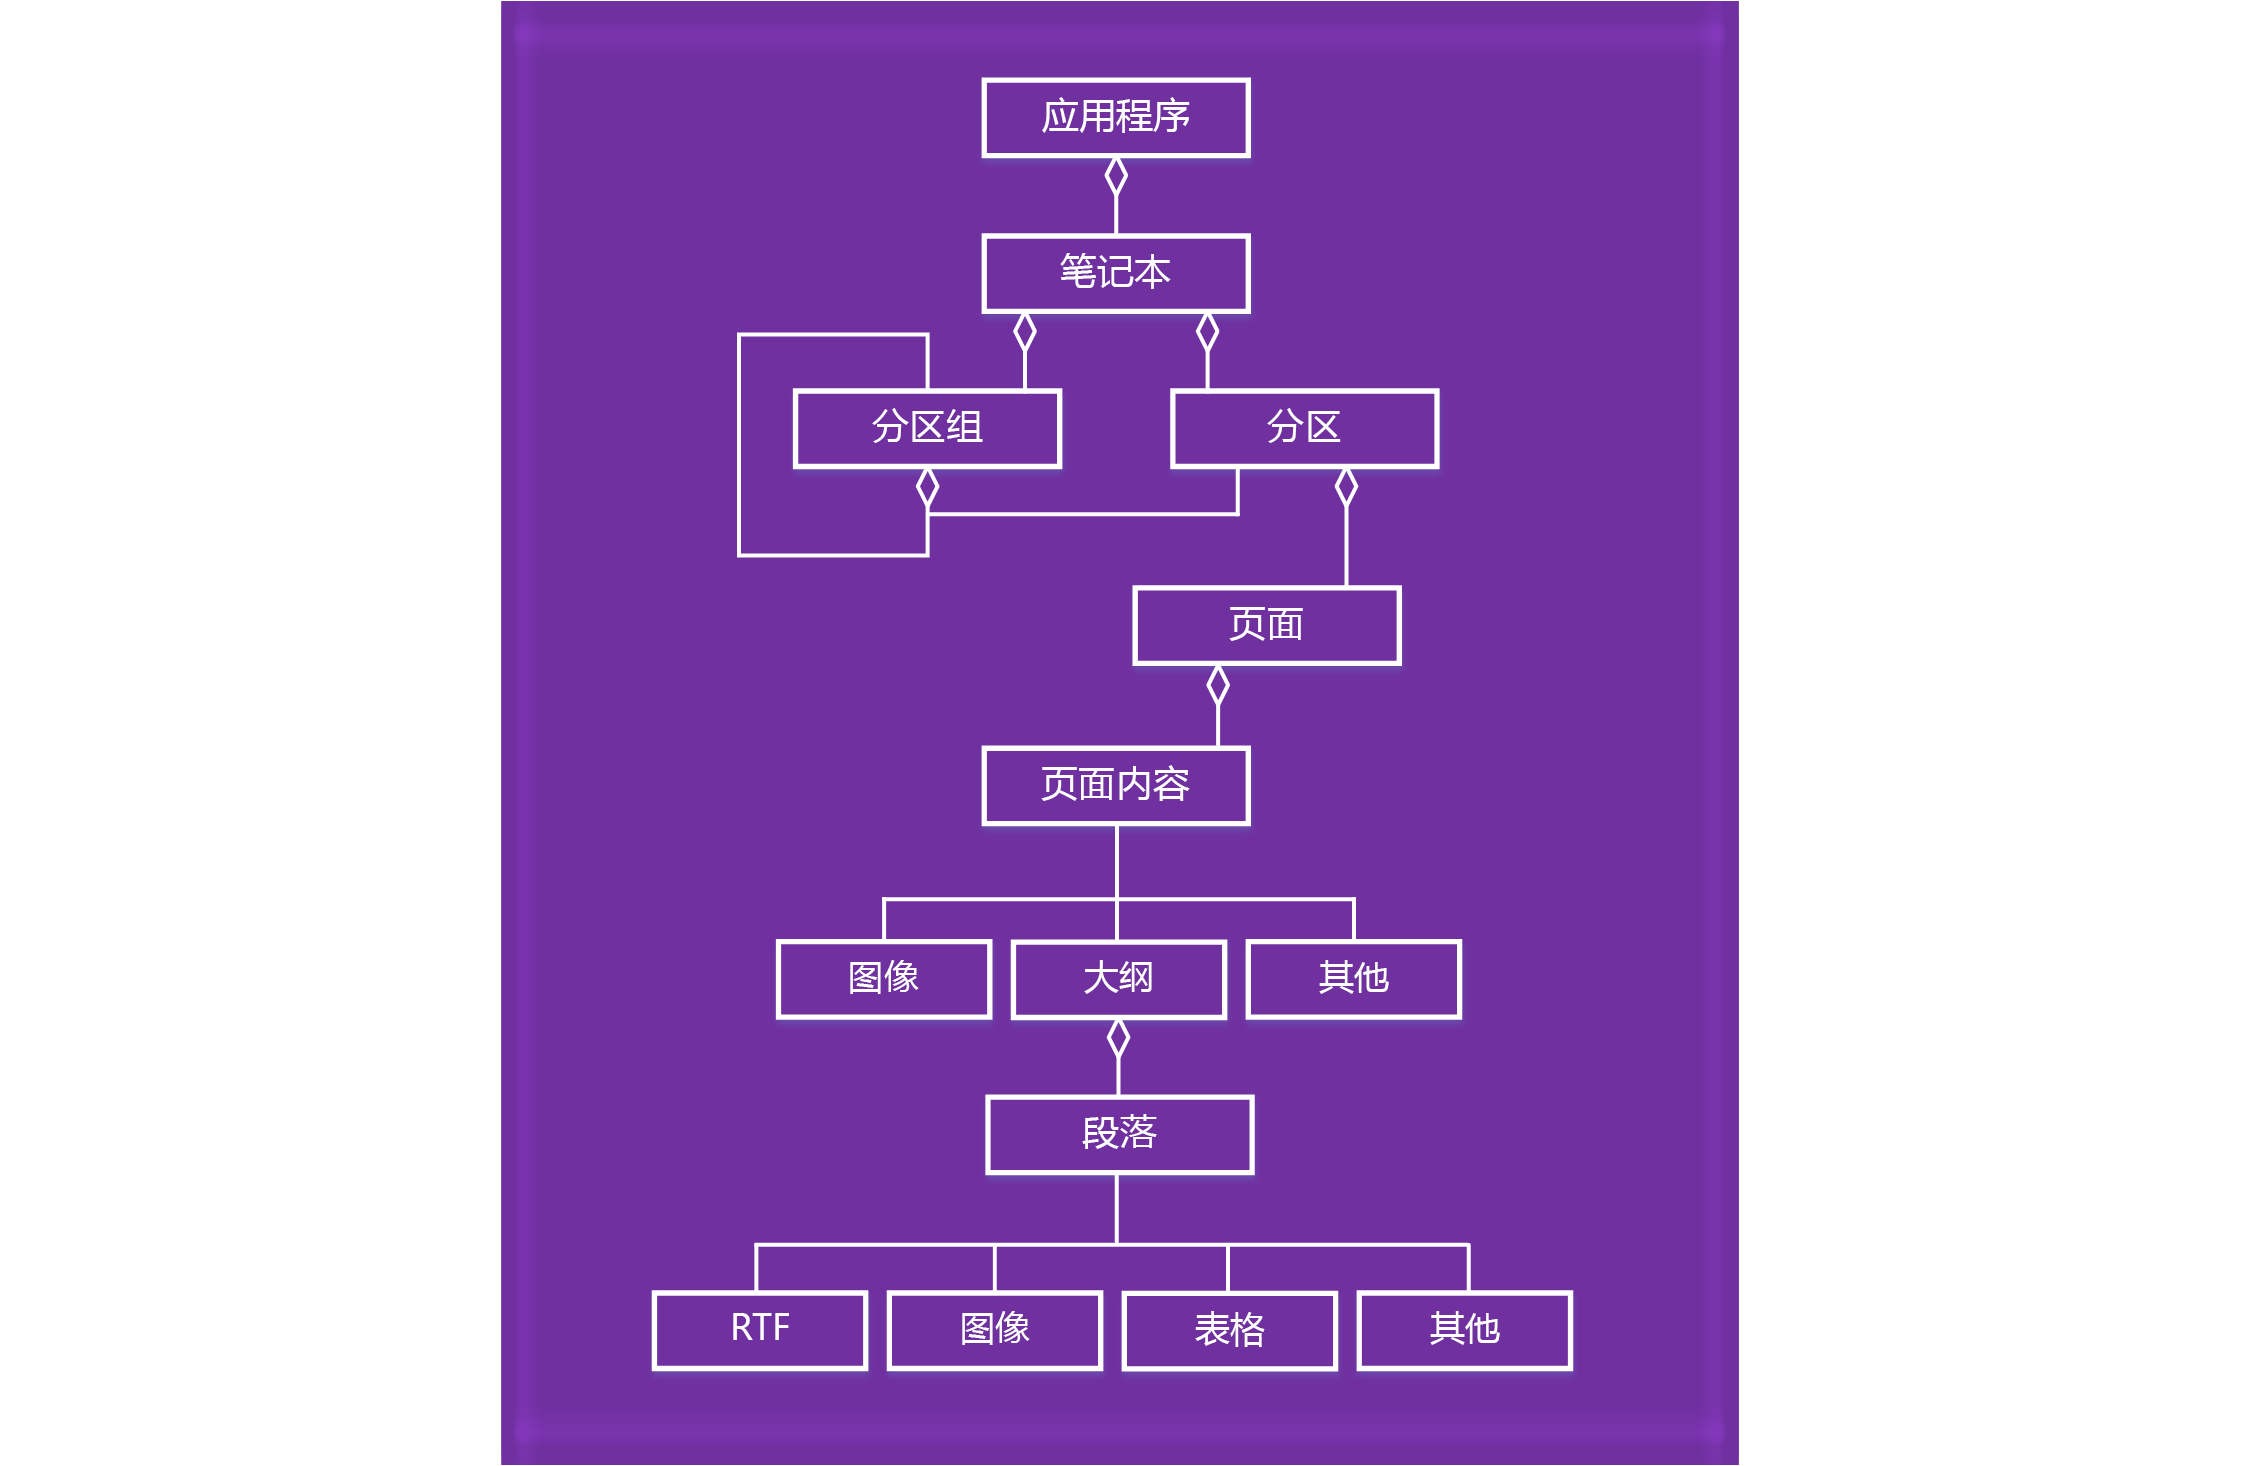 应用程序
笔记本
分区组
分区
页面
页面内容
图像
大纲
其他
段落
RTF
图像
表格
其他